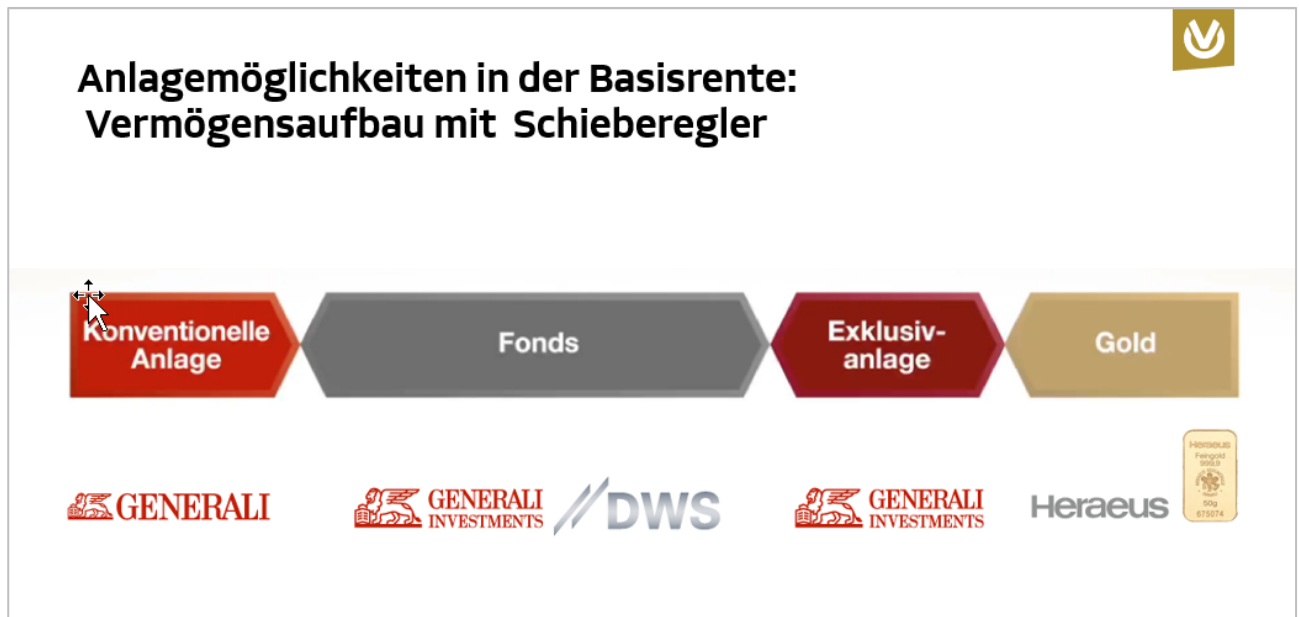 Anlagemöglichkeiten in der Basisrente:
Vermögensaufbau mit Schieberegler
Konventionelle
Anlage
Fonds
Exklusiv-
anlage
Gold
GENERALI
GENERALI
INVESTMENTS
DWS
GENERALI
INVESTMENTS
Heraeus
Heraeus
Feingold
999,9
50g
675074